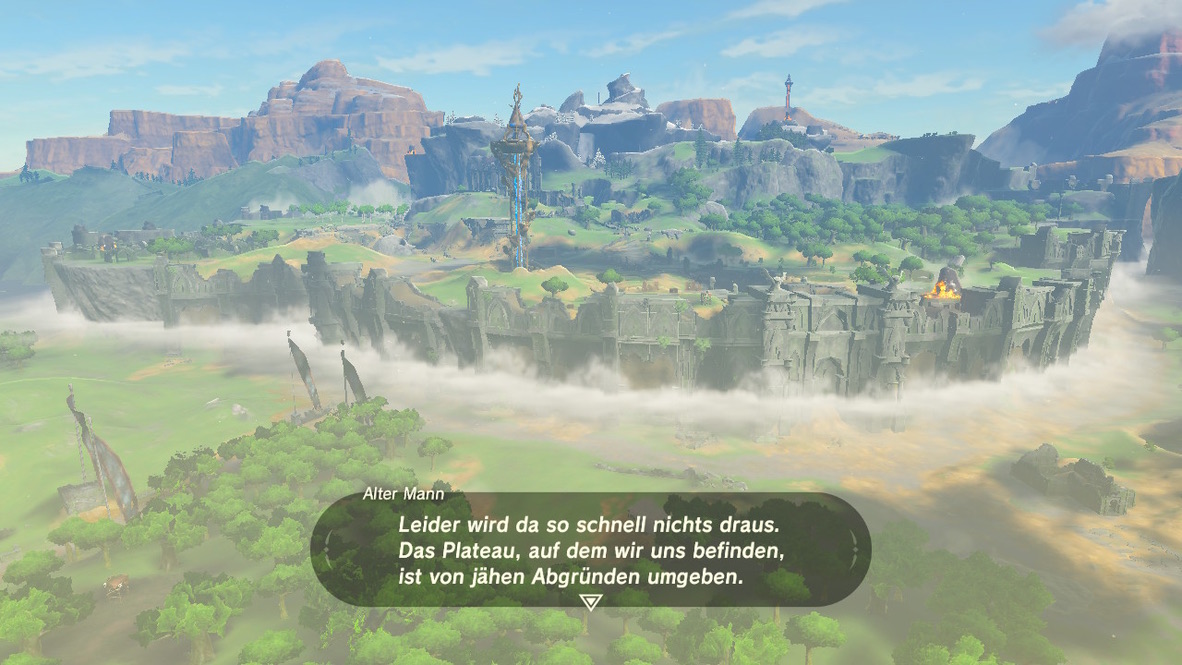 Alter Mann
Leider wird da so schnell nichts draus.
Das Plateau, auf dem wir uns befinden,
ist von jähen Abgründen umgeben.